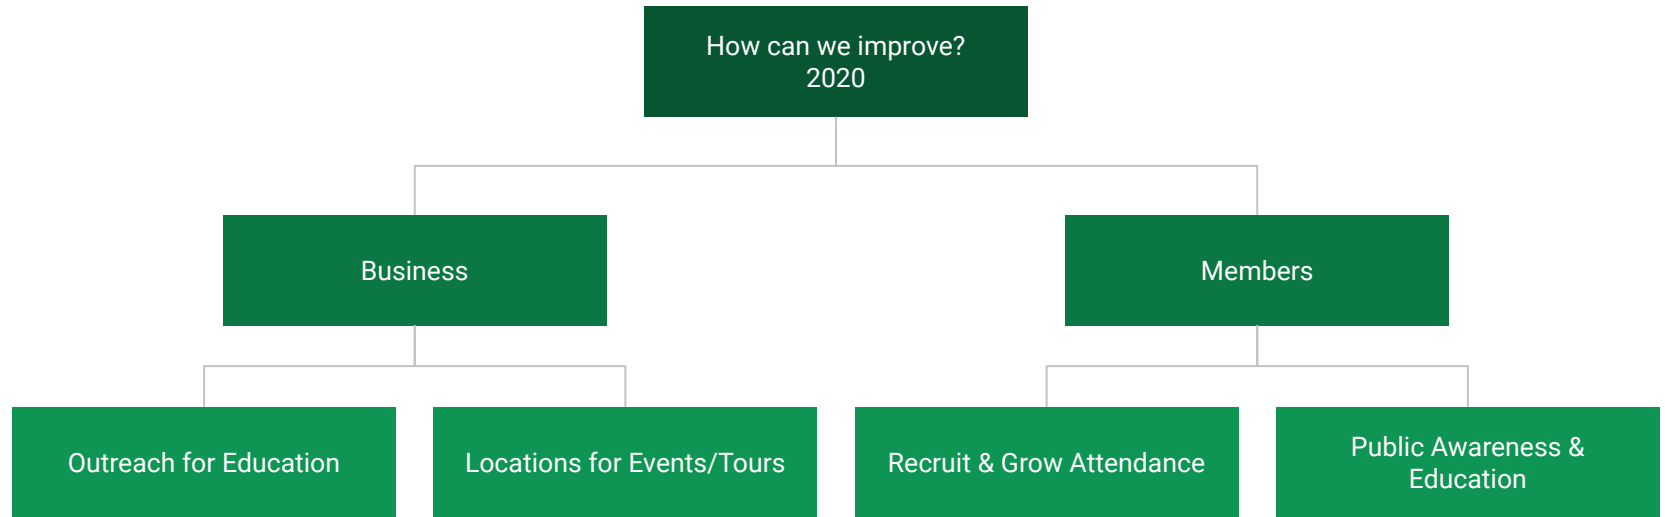 How can we improve?
2020
Business
Members
Outreach for Education
Locations for Events/Tours
Recruit & Grow Attendance
Public Awareness &
Education